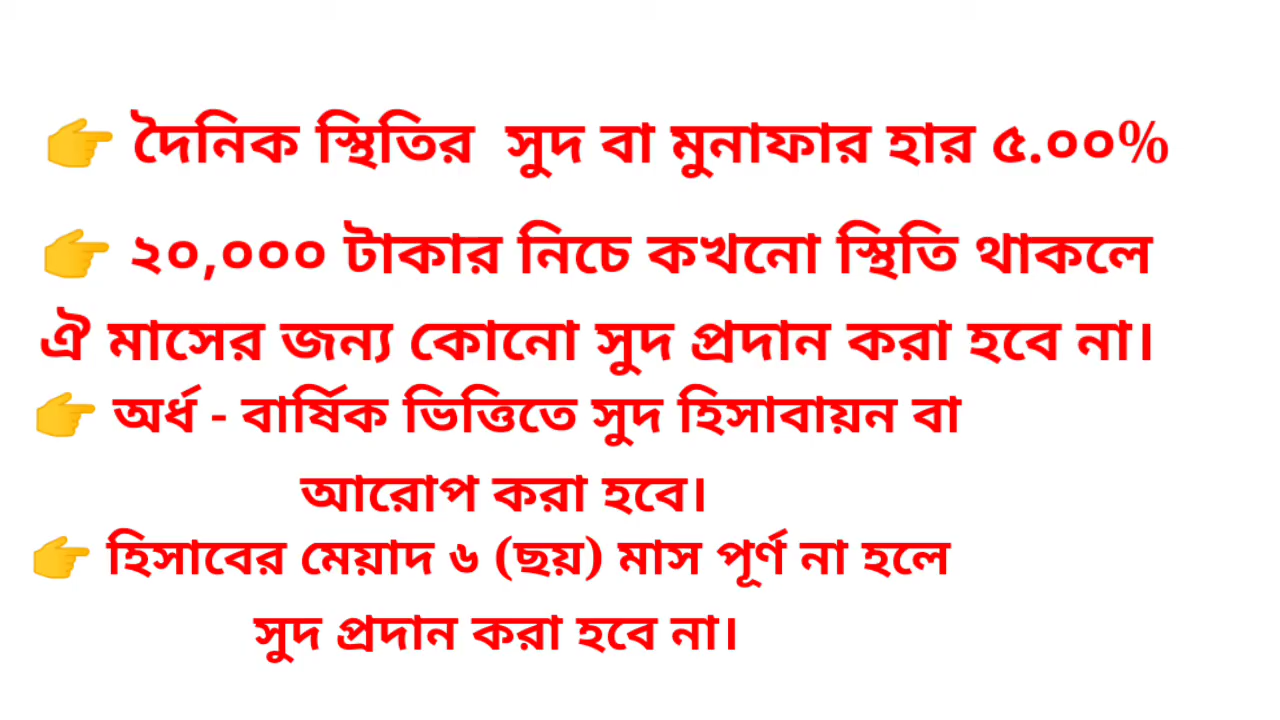 👉 দৈনিক স্থিতির সুদ বা মুনাফার হার ৫.০০%
👉 ২০,০০০ টাকার নিচে কখনো স্থিতি থাকলে
ঐ মাসের জন্য কোনো সুদ প্রদান করা হবে না।
👉 অর্ধ - বার্ষিক ভিত্তিতে সুদ হিসাবায়ন বা
আরোপ করা হবে।
👉 হিসাবের মেয়াদ ৬ (ছয়) মাস পূর্ণ না হলে
সুদ প্রদান করা হবে না।